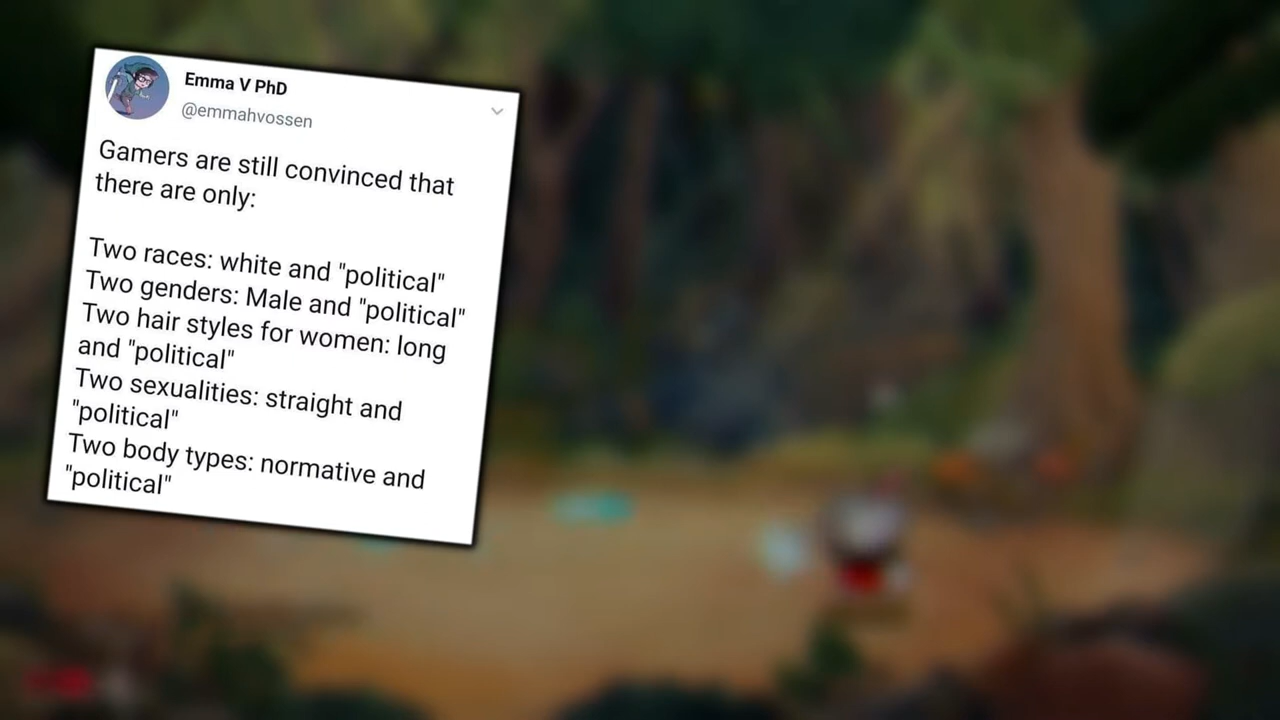 Emma V PhD
@emmahvossen
Gamers are still convinced that
there are only:
Two races: white and "political"
Two genders: Male and "political"
Two hair styles for women: long
and "political"
Two sexualities: straight and
"political"
Two body types: normative and
"political"